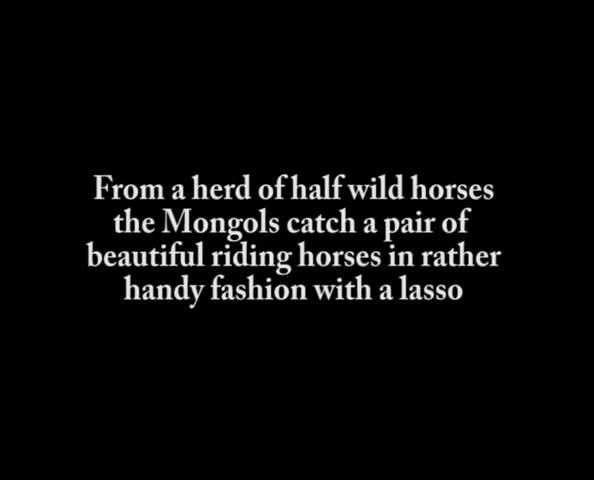 From a herd of half wild horses
the Mongols catch a pair of
beautiful riding horses in rather
handy fashion with a lasso